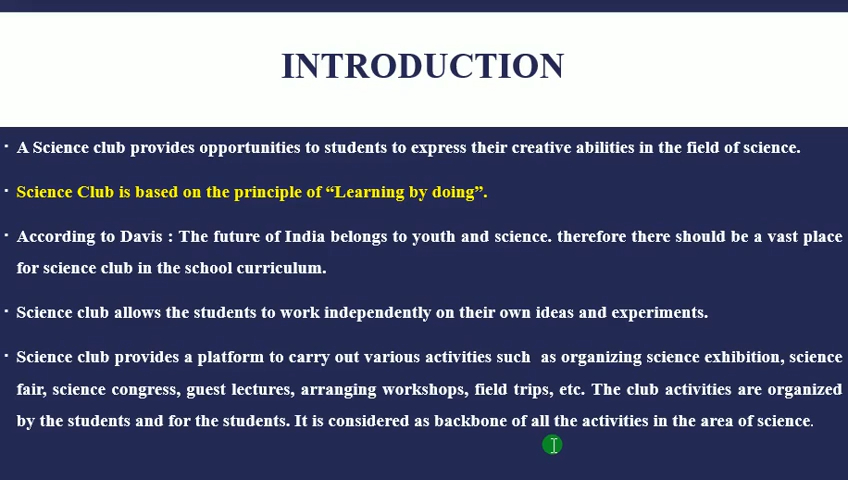 INTRODUCTION
· A Science club provides opportunities to students to express their creative abilities in the field of science.
· Science Club is based on the principle of “Learning by doing”.
· According to Davis : The future of India belongs to youth and science. therefore there should be a vast place
for science club in the school curriculum.
· Science club allows the students to work independently on their own ideas and experiments.
· Science club provides a platform to carry out various activities such as organizing science exhibition, science
fair, science congress, guest lectures, arranging workshops, field trips, etc. The club activities are organized
by the students and for the students. It is considered as backbone of all the activities in the area of science.